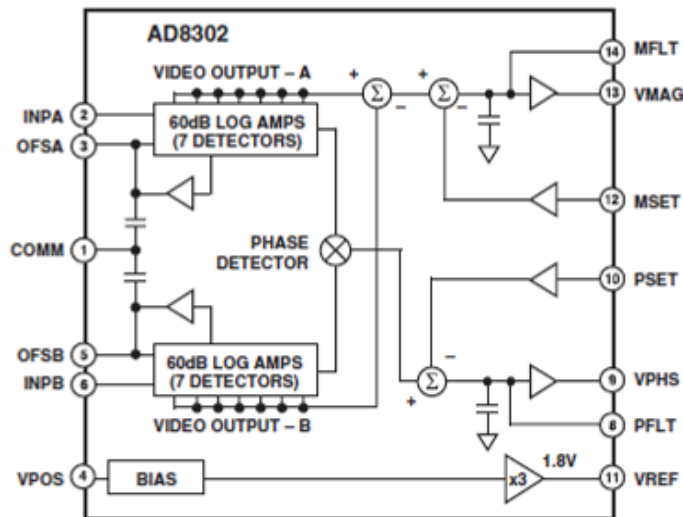 AD8302
VIDEO OUTPUT – A
INPA 2
OFSA 3
60dB LOG AMPS
(7 DETECTORS)
+ Σ –
+ Σ –
14 MFLT
13 VMAG
12 MSET
COMM 1
PHASE
DETECTOR
10 PSET
–
+ Σ
OFSB 5
INPB 6
60dB LOG AMPS
(7 DETECTORS)
VIDEO OUTPUT – B
9 VPHS
8 PFLT
VPOS 4
BIAS
x3
1.8V
11 VREF